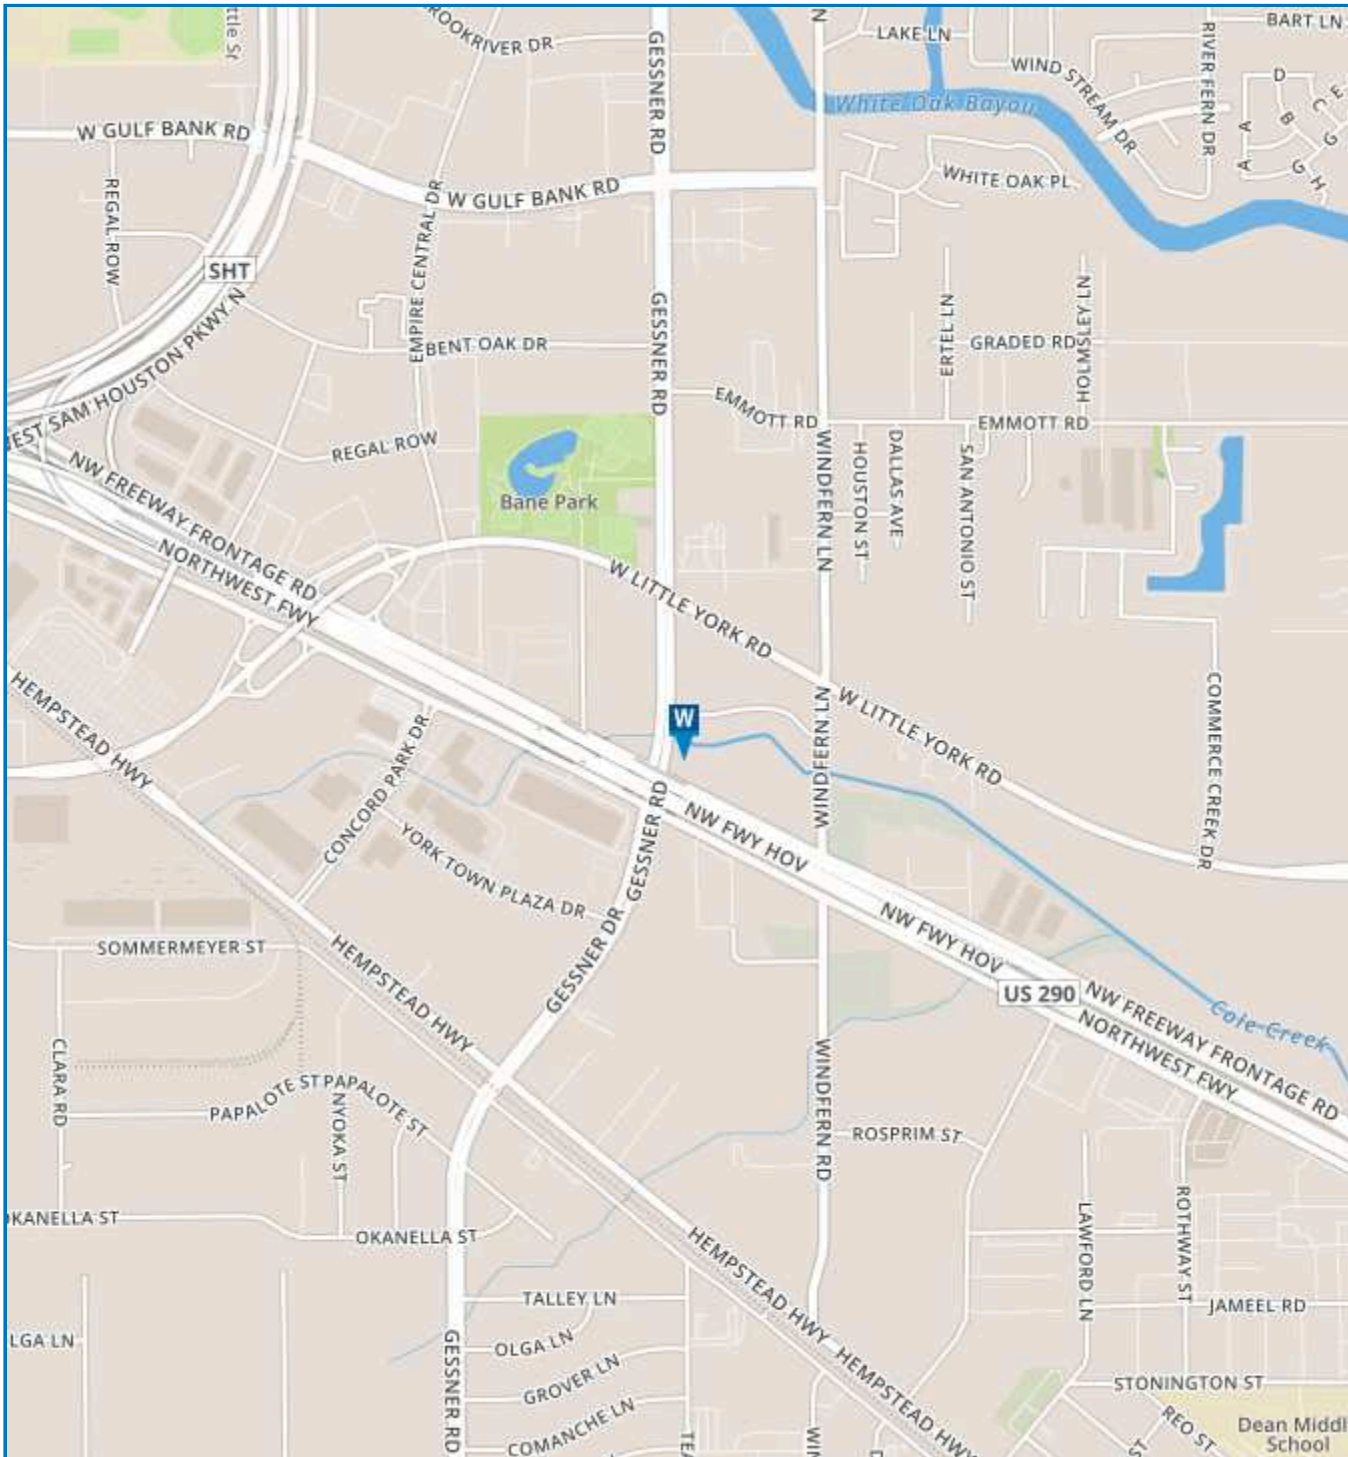 ttle Sr
ROOKRIVER DR
GESSNER RD
N
LAKE LN
BART LN
WIND STREAM DR
RIVER FERN DR
D
C
E
B
G
A
A
G
H
White Oak Bayou
W GULF BANK RD
W GULF BANK RD
WHITE OAK PL
REGAL ROW
EMPIRE CENTRAL DR
SHT
WEST SAM HOUSTON PKWY N
BENT OAK DR
GESSNER RD
ERTEL LN
GRADED RD
HOLMSLEY LN
EMMOTT RD
EMMOTT RD
REGAL ROW
WINDFERN LN
HOUSTON ST
DALLAS AVE
SAN ANTONIO ST
Bane Park
NW FREEWAY FRONTAGE RD
NORTHWEST FWY
W LITTLE YORK RD
W LITTLE YORK RD
HEMPSTEAD HWY
CONCORD PARK DR
W
WINDFERN LN
COMMERCE CREEK DR
GESSNER RD
NW FWY HOV
YORK TOWN PLAZA DR
GESSNER DR
NW FWY HOV
SOMMERMEYER ST
HEMPSTEAD HWY
US 290
NW FREEWAY FRONTAGE RD
NORTHWEST FWY
Cole Creek
CLARA RD
PAPALOTE ST
PAPALOTE ST
NYOKA ST
WINDFERN RD
ROSPRIM ST
OKANELLA ST
OKANELLA ST
LAWFORD LN
ROTHWAY ST
HEMPSTEAD HWY
TALLEY LN
JAMEEL RD
LGA LN
OLGA LN
GESSNER RD
GROVER LN
HEMPSTEAD HWY
STONINGTON ST
COMANCHE LN
TEA
WIN
REO ST
ST
Dean Middl
School